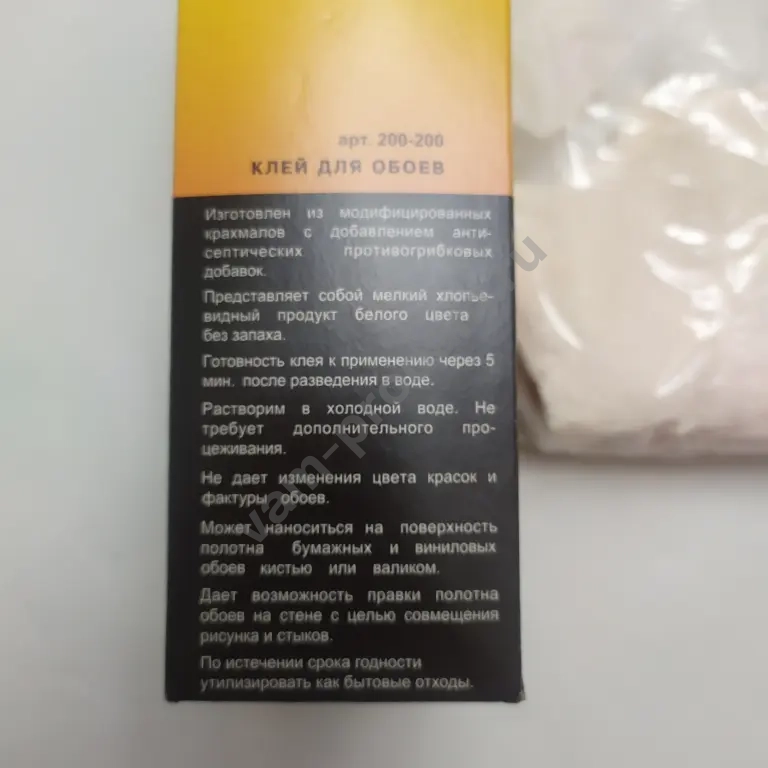 арт. 200-200
КЛЕЙ ДЛЯ ОБОЕВ
Изготовлен из модифицированных
крахмалов с добавлением анти-
септических противогрибковых
добавок.
Представляет собой мелкий хлопье-
видный продукт белого цвета
без запаха.
Готовность клея к применению через 5
мин. после разведения в воде.
Растворим в холодной воде. Не
требует дополнительного про-
цеживания.
Не дает изменения цвета красок и
фактуры обоев.
Может наноситься на поверхность
полотна бумажных и виниловых
обоев кистью или валиком.
Дает возможность правки полотна
обоев на стене с целью совмещения
рисунка и стыков.
По истечении срока годности
утилизировать как бытовые отходы.